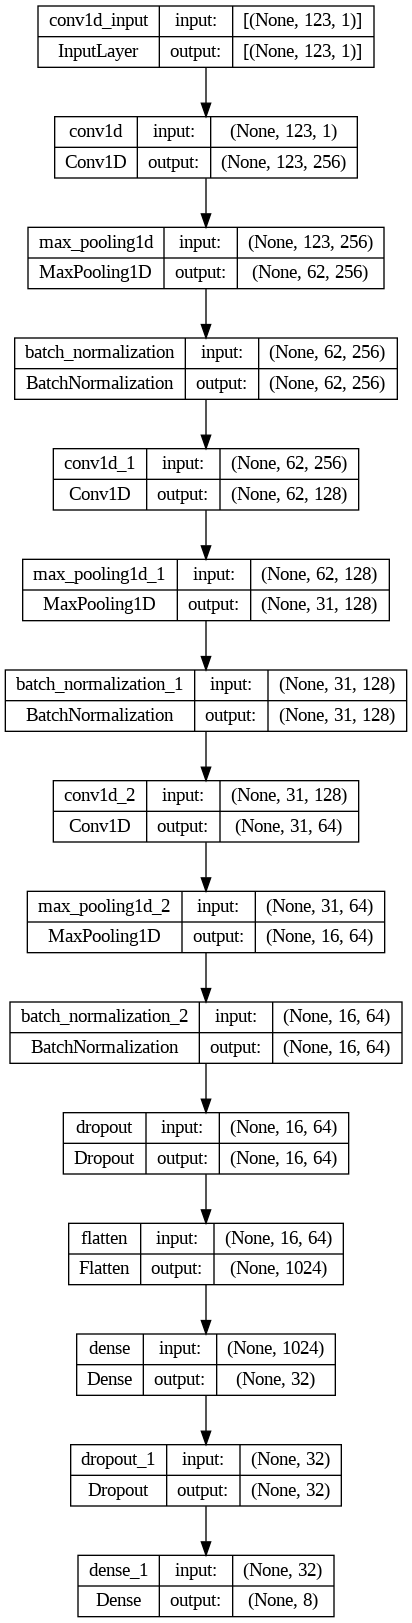 conv1d_input input: [(None, 123, 1)]
InputLayer output: [(None, 123, 1)]
conv1d input: (None, 123, 1)
Conv1D output: (None, 123, 256)
max_pooling1d input: (None, 123, 256)
MaxPooling1D output: (None, 62, 256)
batch_normalization input: (None, 62, 256)
BatchNormalization output: (None, 62, 256)
conv1d_1 input: (None, 62, 256)
Conv1D output: (None, 62, 128)
max_pooling1d_1 input: (None, 62, 128)
MaxPooling1D output: (None, 31, 128)
batch_normalization_1 input: (None, 31, 128)
BatchNormalization output: (None, 31, 128)
conv1d_2 input: (None, 31, 128)
Conv1D output: (None, 31, 64)
max_pooling1d_2 input: (None, 31, 64)
MaxPooling1D output: (None, 16, 64)
batch_normalization_2 input: (None, 16, 64)
BatchNormalization output: (None, 16, 64)
dropout input: (None, 16, 64)
Dropout output: (None, 16, 64)
flatten input: (None, 16, 64)
Flatten output: (None, 1024)
dense input: (None, 1024)
Dense output: (None, 32)
dropout_1 input: (None, 32)
Dropout output: (None, 32)
dense_1 input: (None, 32)
Dense output: (None, 8)